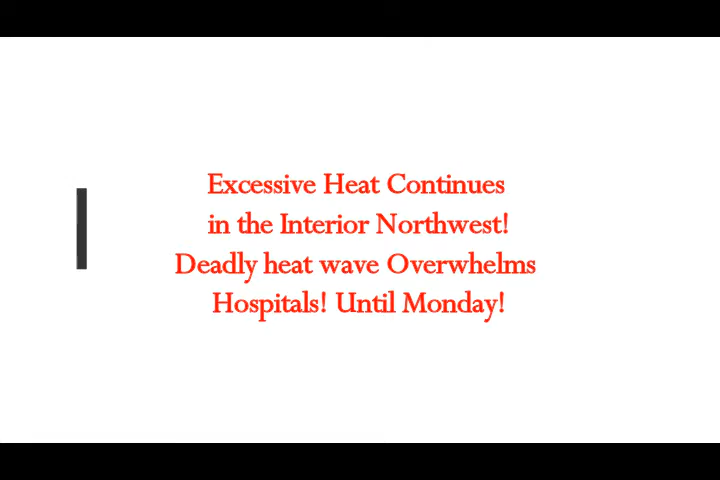 Excessive Heat Continues
in the Interior Northwest!
Deadly heat wave Overwhelms
Hospitals! Until Monday!